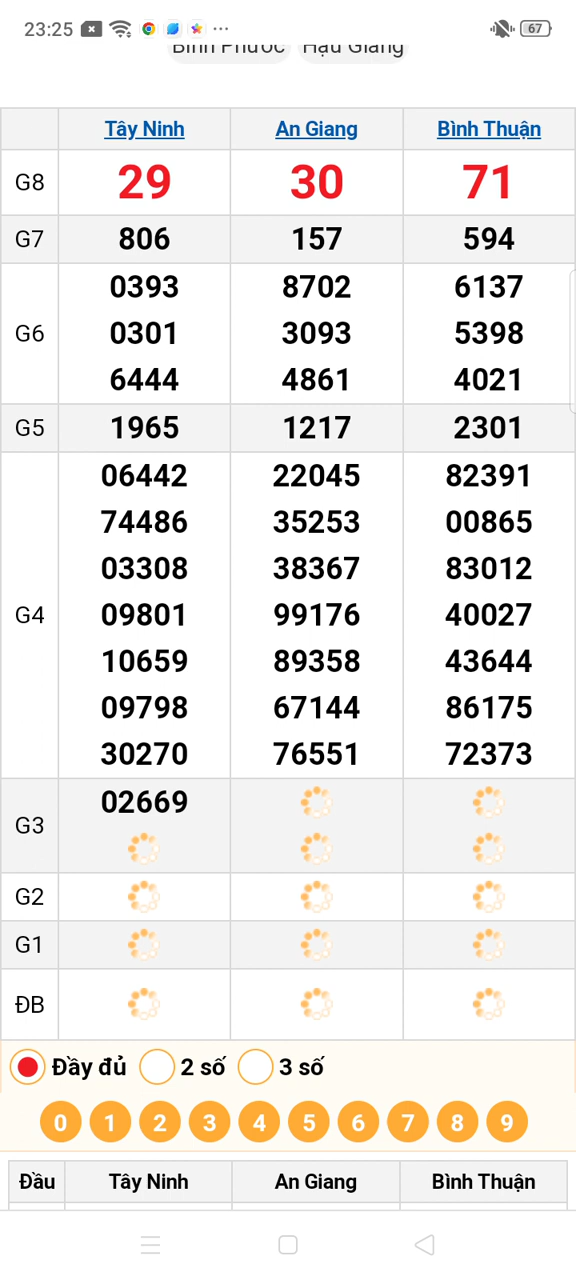 23:25
67
Bình Phước Hậu Giang
Tây Ninh An Giang Bình Thuận
G8 29 30 71
G7 806 157 594
0393 8702 6137
G6 0301 3093 5398
6444 4861 4021
G5 1965 1217 2301
06442 22045 82391
74486 35253 00865
03308 38367 83012
G4 09801 99176 40027
10659 89358 43644
09798 67144 86175
30270 76551 72373
02669
G3
G2
G1
ĐB
Đầy đủ 2 số 3 số
0 1 2 3 4 5 6 7 8 9
Đầu Tây Ninh An Giang Bình Thuận